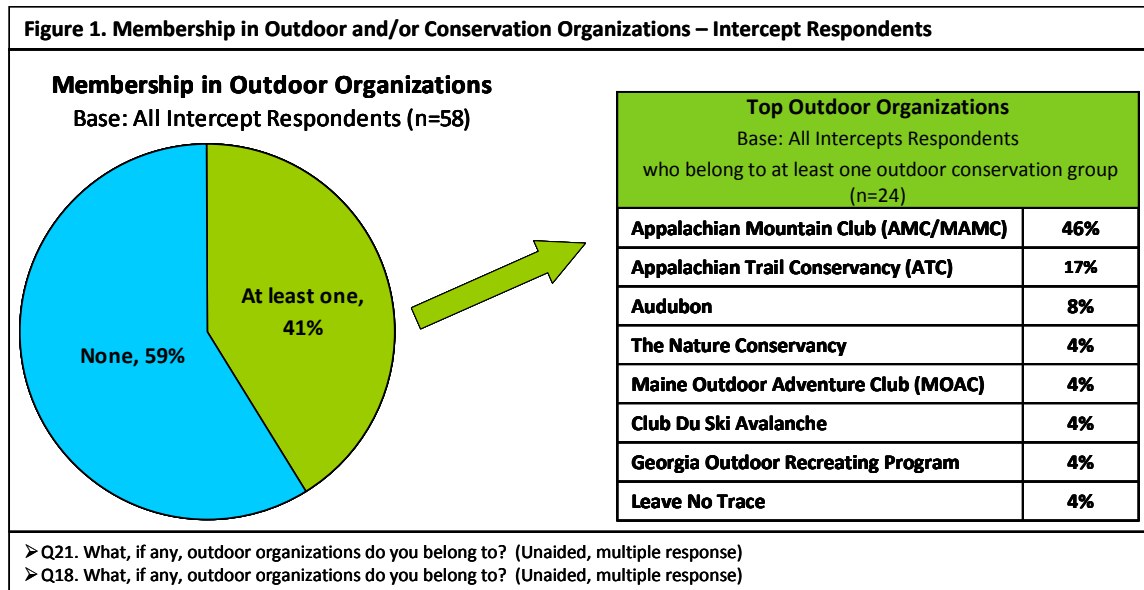 Figure 1. Membership in Outdoor and/or Conservation Organizations – Intercept Respondents
Membership in Outdoor Organizations
Base: All Intercept Respondents (n=58)
At least one,
41%
None, 59%
Top Outdoor Organizations
Base: All Intercepts Respondents
who belong to at least one outdoor conservation group
(n=24)
Appalachian Mountain Club (AMC/MAMC) 46%
Appalachian Trail Conservancy (ATC) 17%
Audubon 8%
The Nature Conservancy 4%
Maine Outdoor Adventure Club (MOAC) 4%
Club Du Ski Avalanche 4%
Georgia Outdoor Recreating Program 4%
Leave No Trace 4%
➢Q21. What, if any, outdoor organizations do you belong to? (Unaided, multiple response)
➢Q18. What, if any, outdoor organizations do you belong to? (Unaided, multiple response)